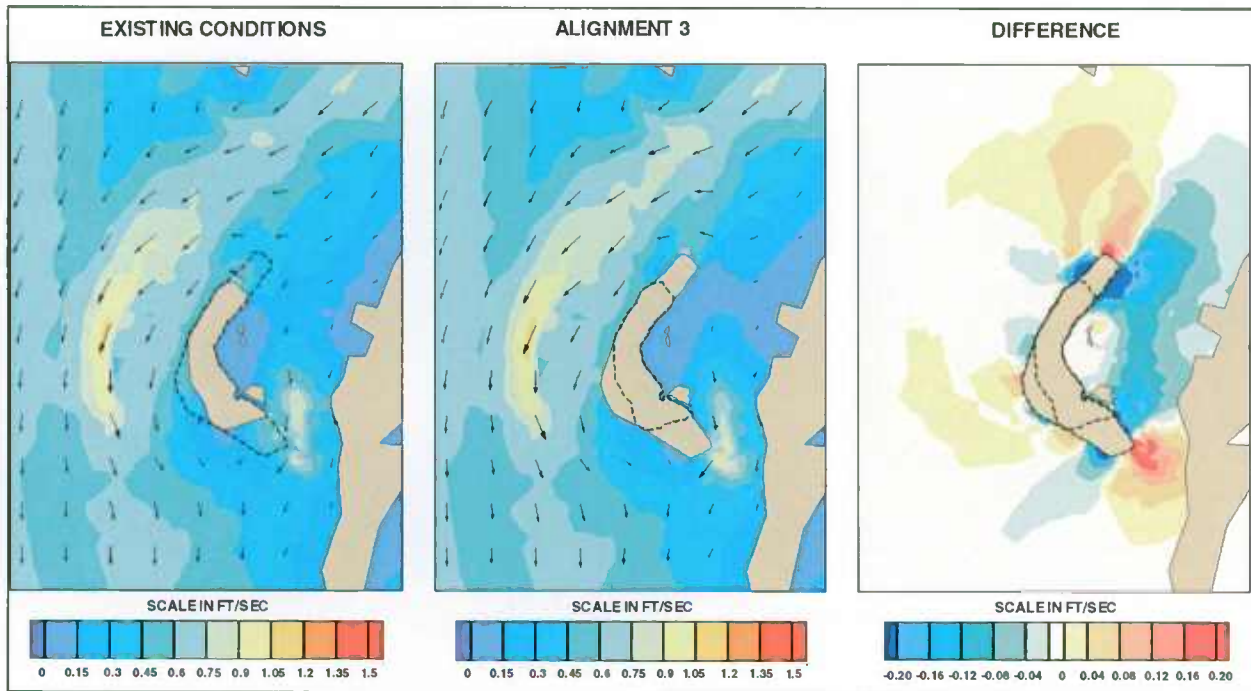 EXISTING CONDITIONS
ALIGNMENT 3
DIFFERENCE
SCALE IN FT/SEC
0 0.15 0.3 0.45 0.6 0.75 0.9 1.05 1.2 1.35 1.5
SCALE IN FT/SEC
0 0.15 0.3 0.45 0.6 0.75 0.9 1.05 1.2 1.35 1.5
SCALE IN FT/SEC
-0.20 -0.16 -0.12 -0.08 -0.04 0 0.04 0.08 0.12 0.16 0.20